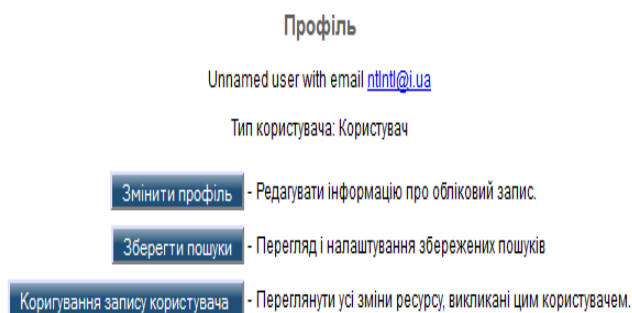 Профіль
Unnamed user with email ntlntl@i.ua
Тип користувача: Користувач
Змінити профіль - Редагувати інформацію про обліковий запис.
Зберегти пошуки - Перегляд і налаштування збережених пошуків
Коригування запису користувача - Переглянути усі зміни ресурсу, викликані цим користувачем.